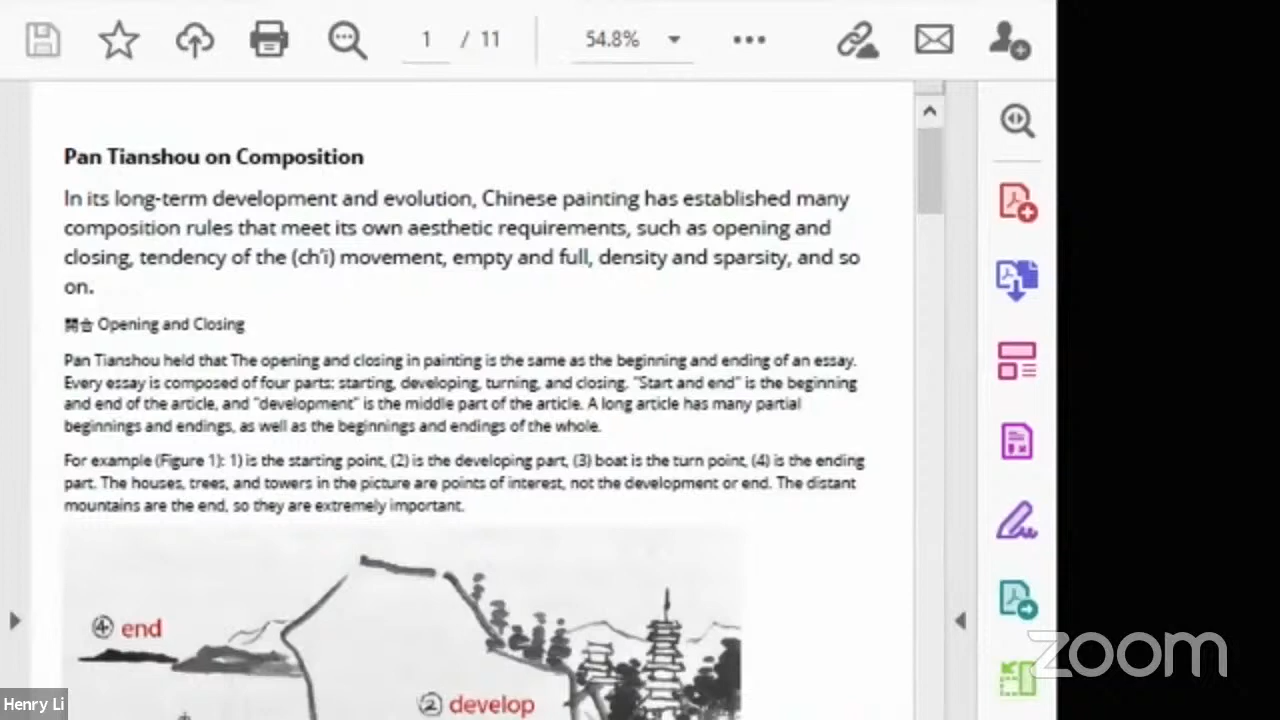 1 / 11 54.8%
Pan Tianshou on Composition
In its long-term development and evolution, Chinese painting has established many
composition rules that meet its own aesthetic requirements, such as opening and
closing, tendency of the (ch'i) movement, empty and full, density and sparsity, and so
on.
開合 Opening and Closing
Pan Tianshou held that The opening and closing in painting is the same as the beginning and ending of an essay.
Every essay is composed of four parts: starting, developing, turning, and closing. "Start and end" is the beginning
and end of the article, and "development" is the middle part of the article. A long article has many partial
beginnings and endings, as well as the beginnings and endings of the whole.
For example (Figure 1): 1) is the starting point, (2) is the developing part, (3) boat is the turn point, (4) is the ending
part. The houses, trees, and towers in the picture are points of interest, not the development or end. The distant
mountains are the end, so they are extremely important.
④ end
② develop
Henry Li
zoom